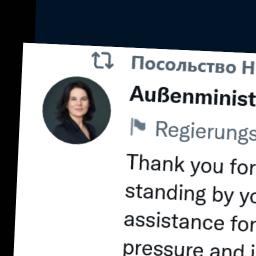 Посольство Н
Außenminist
Regierungs
Thank you for
standing by yo
assistance for
pressure and i